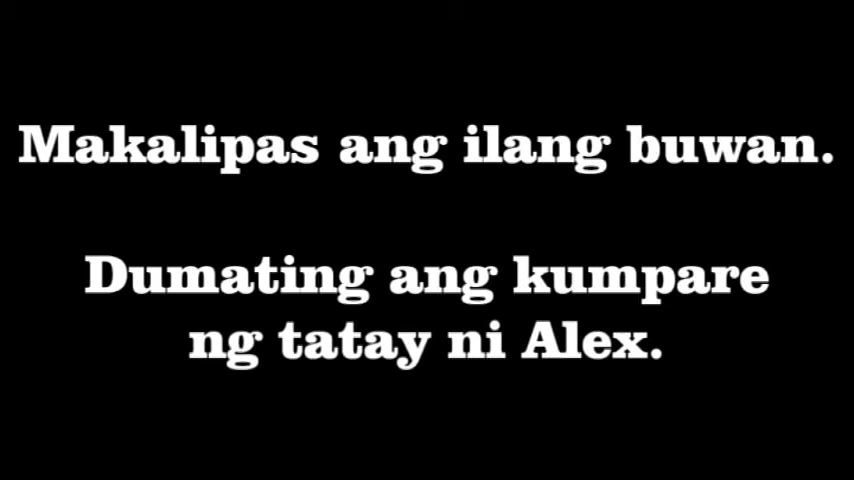 Makalipas ang ilang buwan.
Dumating ang kumpare
ng tatay ni Alex.